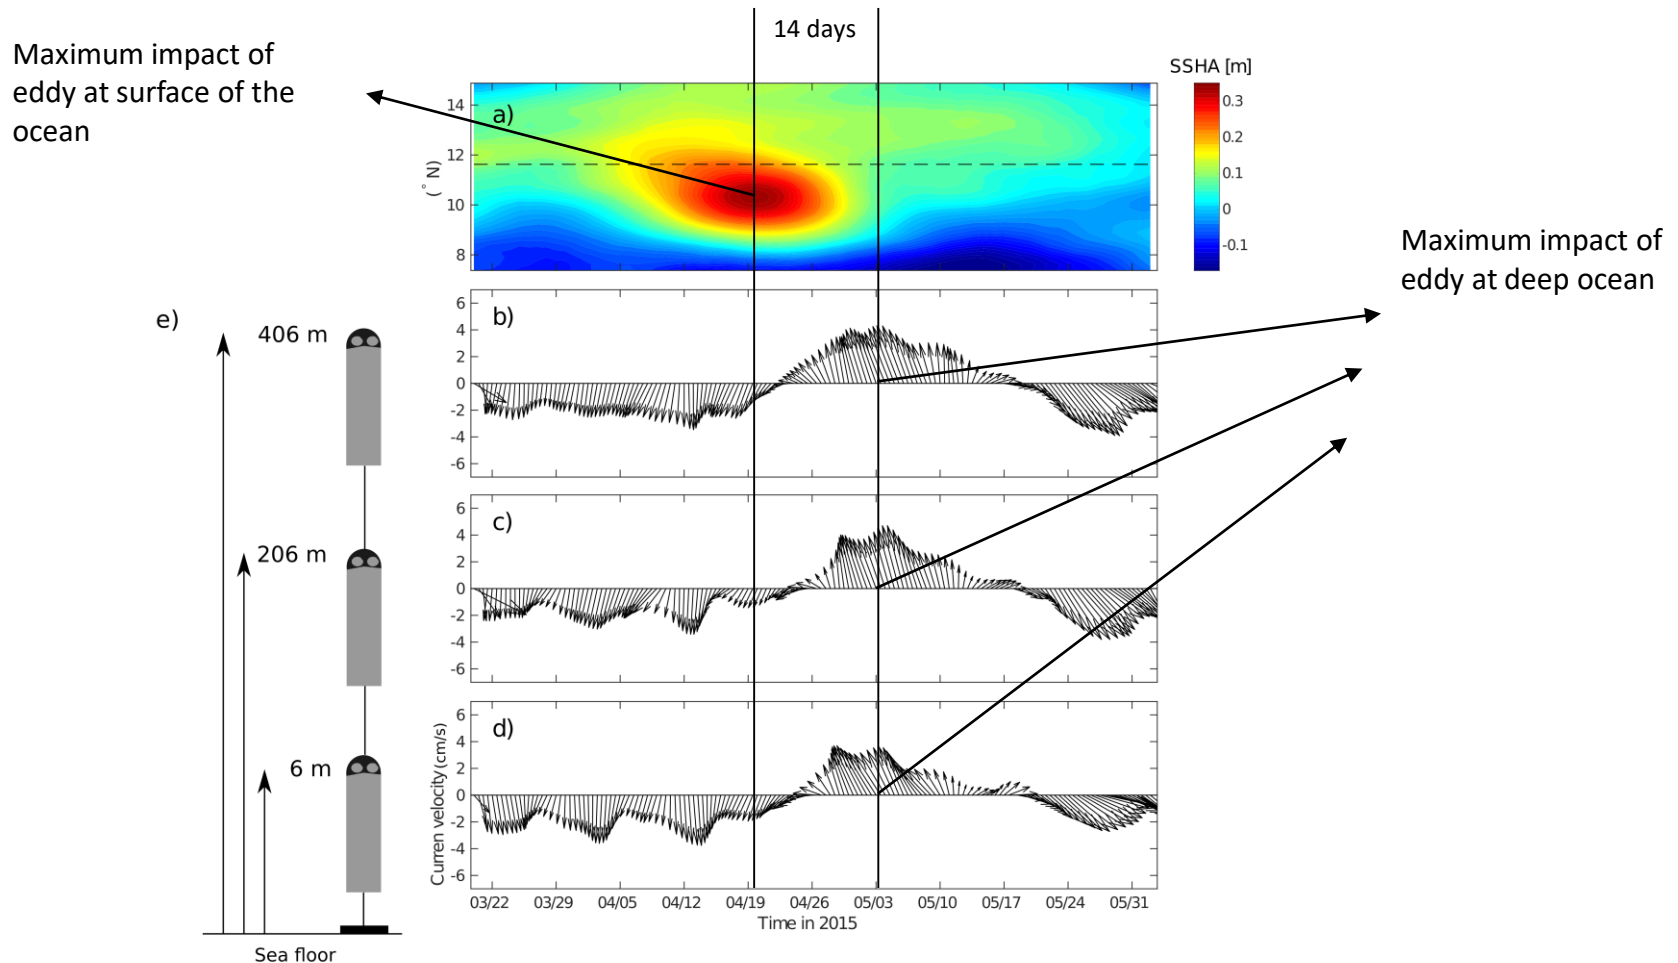 14 days
Maximum impact of
eddy at surface of the
ocean
SSHA [m]
a)
14
12
10
8
(° N)
0.3
0.2
0.1
0
-0.1
Maximum impact of
eddy at deep ocean
b)
6
4
2
0
-2
-4
-6
e)
406 m
206 m
6 m
Sea floor
c)
6
4
2
0
-2
-4
-6
d)
6
4
2
0
-2
-4
-6
Curren velocity (cm/s)
03/22 03/29 04/05 04/12 04/19 04/26 05/03 05/10 05/17 05/24 05/31
Time in 2015